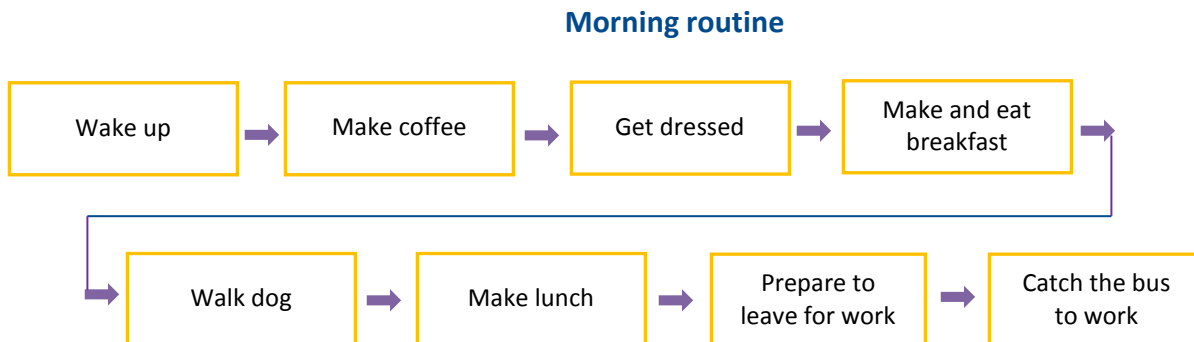 Morning routine
Wake up
Make coffee
Get dressed
Make and eat
breakfast
Walk dog
Make lunch
Prepare to
leave for work
Catch the bus
to work